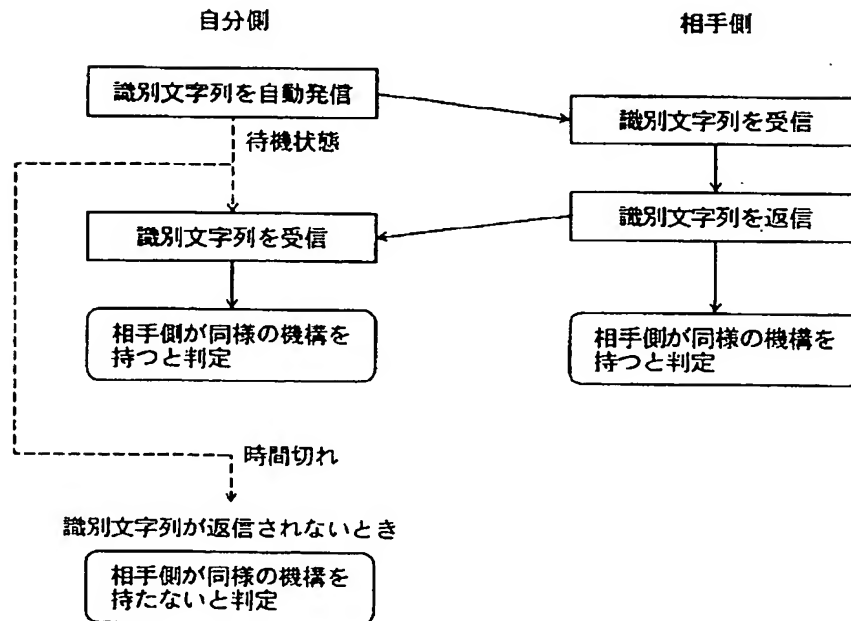 自分側
相手側
識別文字列を自動発信
識別文字列を受信
待機状態
識別文字列を返信
識別文字列を受信
相手側が同様の機構を
持つと判定
相手側が同様の機構を
持つと判定
時間切れ
識別文字列が返信されないとき
相手側が同様の機構を
持たないと判定